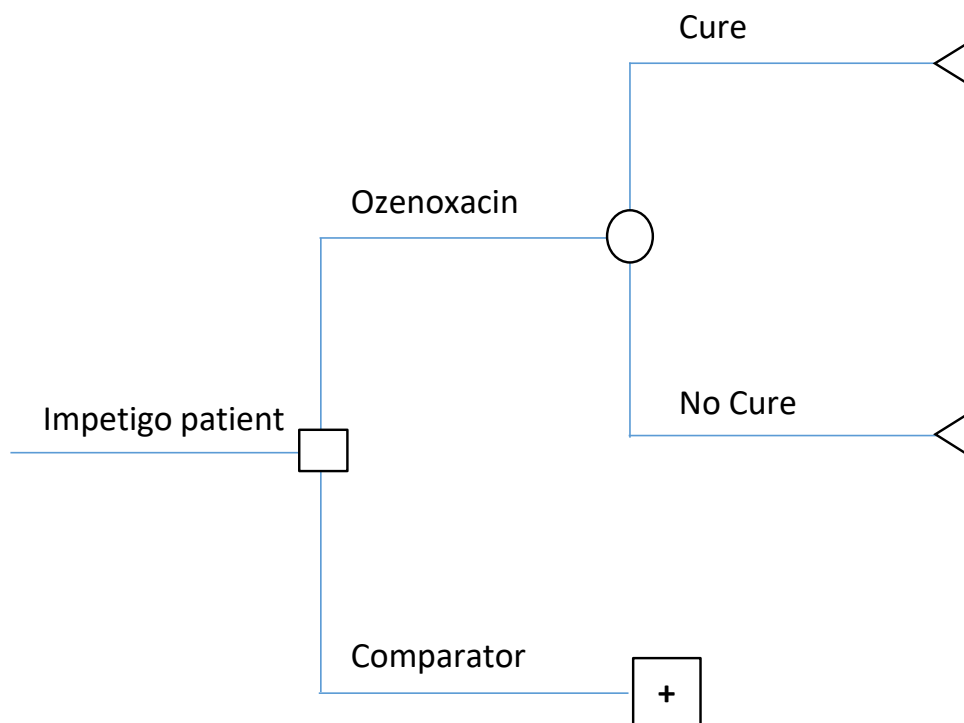 Cure
Ozenoxacin
No Cure
Impetigo patient
Comparator
+